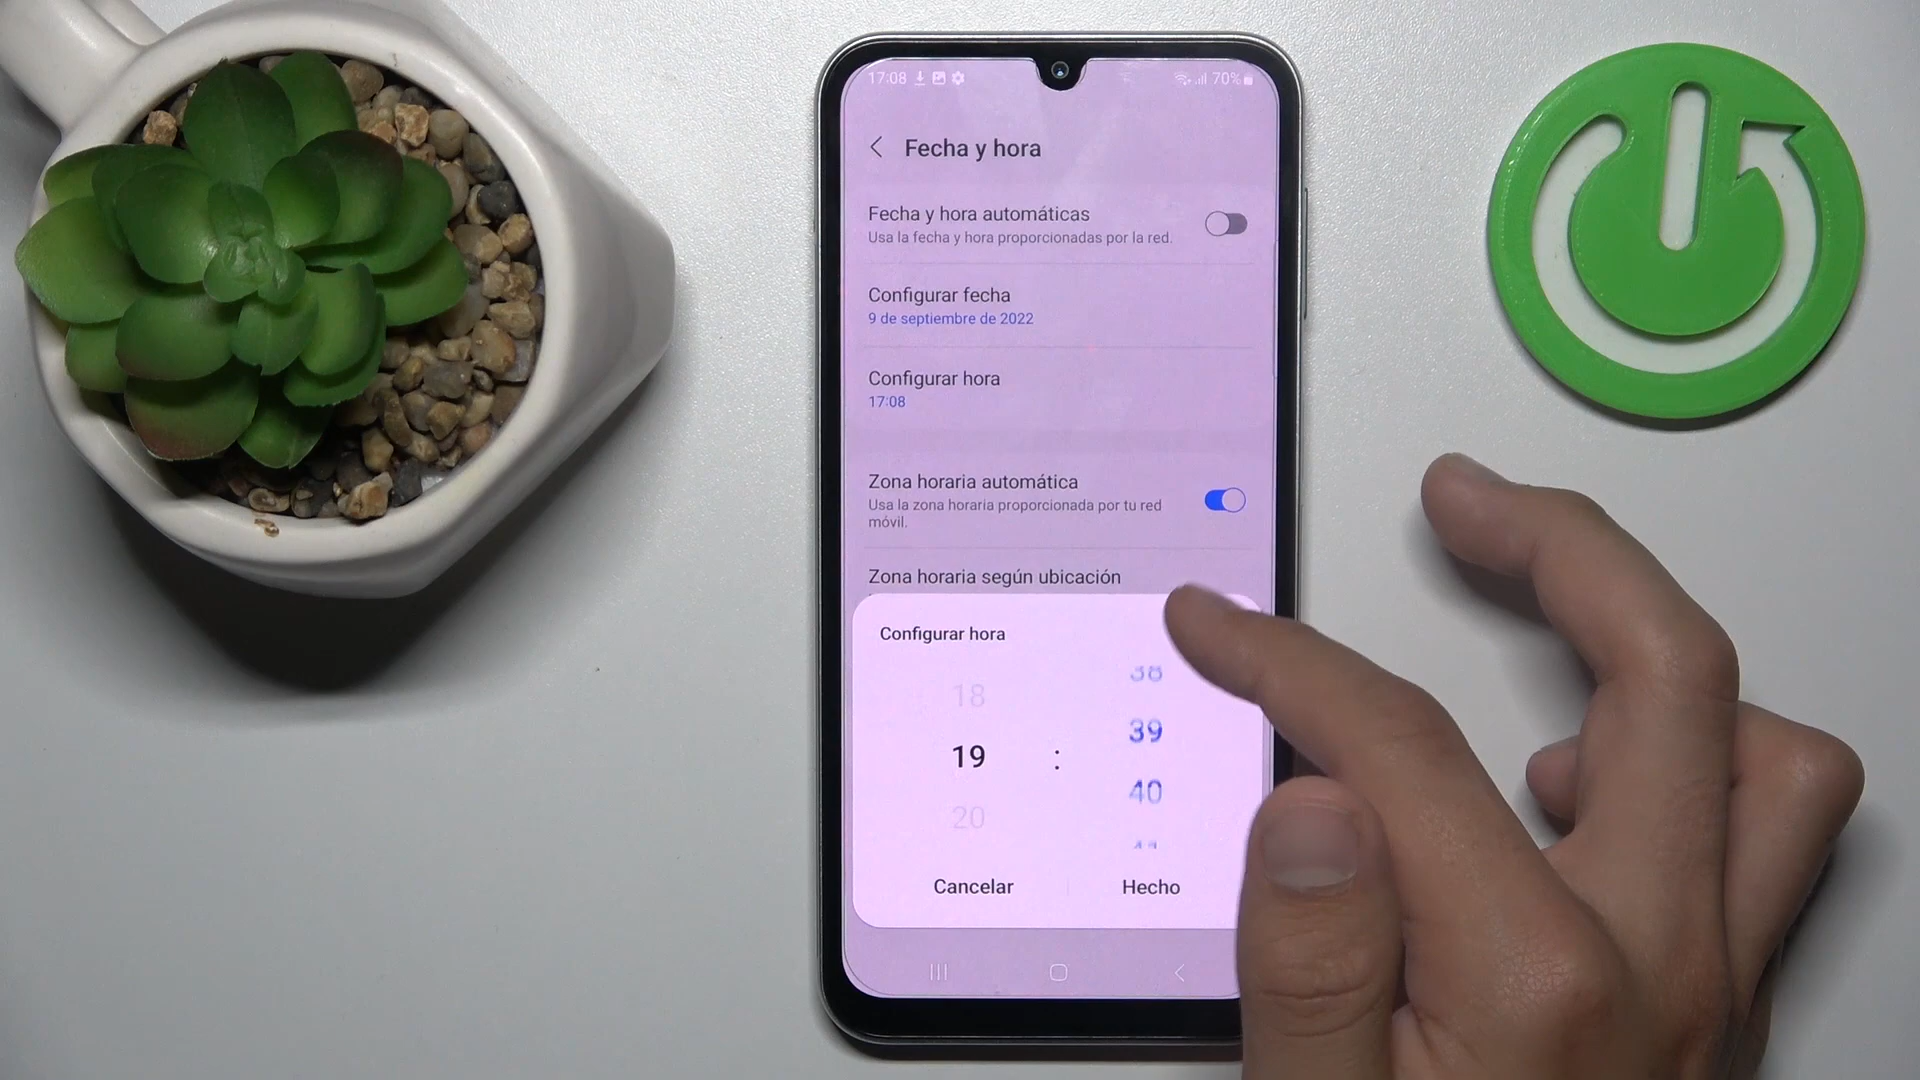 17:08
70%
Fecha y hora
Fecha y hora automáticas
Usa la fecha y hora proporcionadas por la red.
Configurar fecha
9 de septiembre de 2022
Configurar hora
17:08
Zona horaria automática
Usa la zona horaria proporcionada por tu red
móvil.
Zona horaria según ubicación
Configurar hora
18 38
39
19 :
40
20
Cancelar Hecho